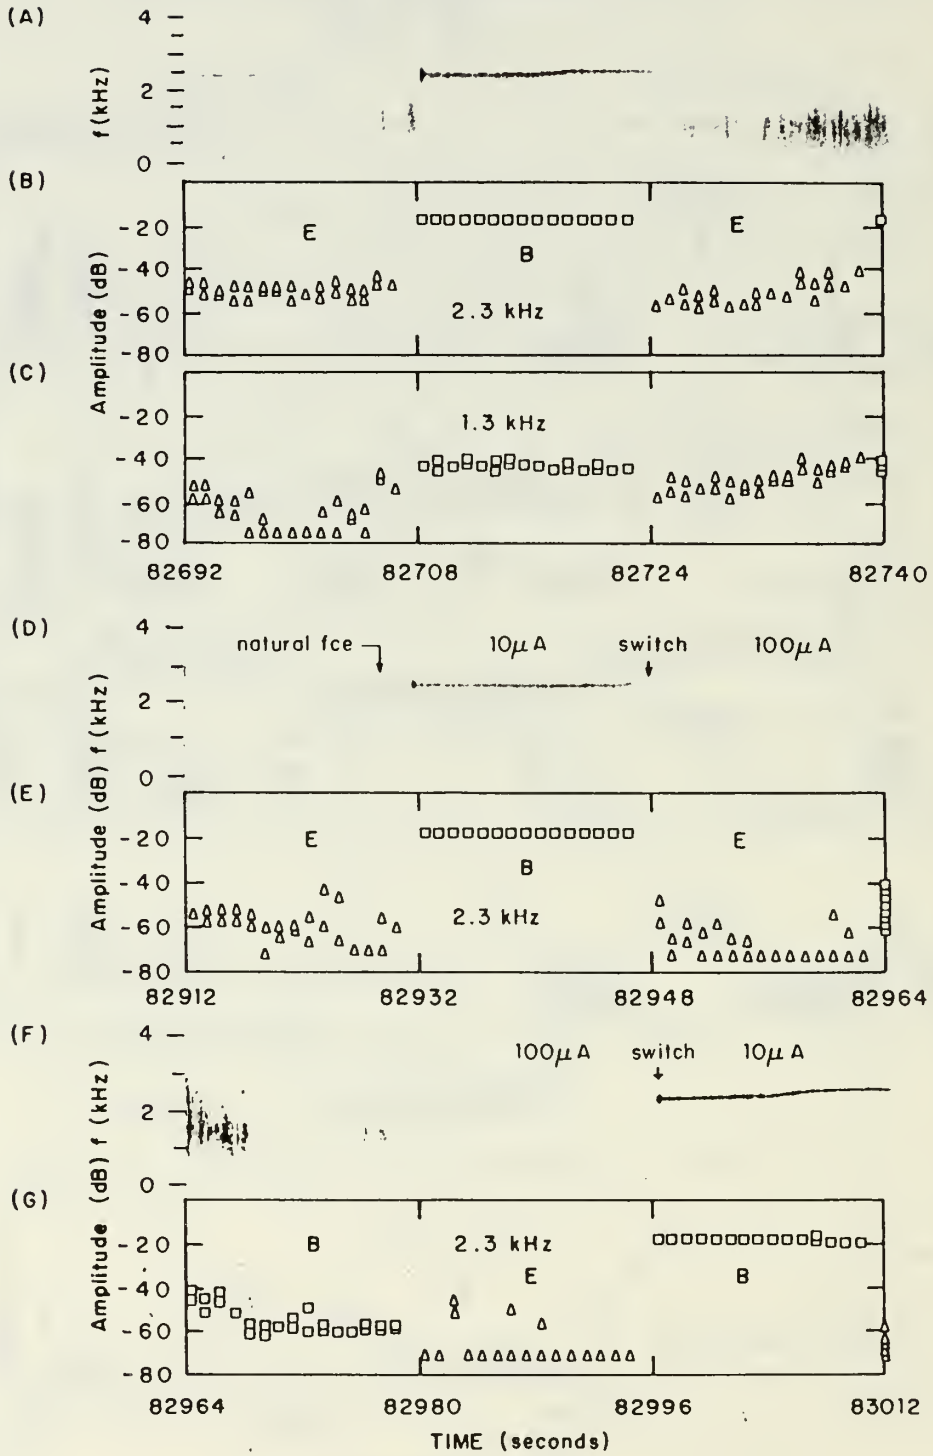 (A)
4
2
0
f (kHz)
(B)
-20
-40
-60
-80
E
B
E
2.3 kHz
Amplitude (dB)
(C)
-20
-40
-60
-80
1.3 kHz
82692 82708 82724 82740
(D)
4
2
0
f (kHz)
natural fce 10μA switch 100μA
(E)
-20
-40
-60
-80
E
B
E
2.3 kHz
Amplitude (dB)
82912 82932 82948 82964
(F)
4
2
0
f (kHz)
100μA switch 10μA
(G)
-20
-40
-60
-80
B 2.3 kHz
E B
Amplitude (dB)
82964 82980 82996 83012
TIME (seconds)